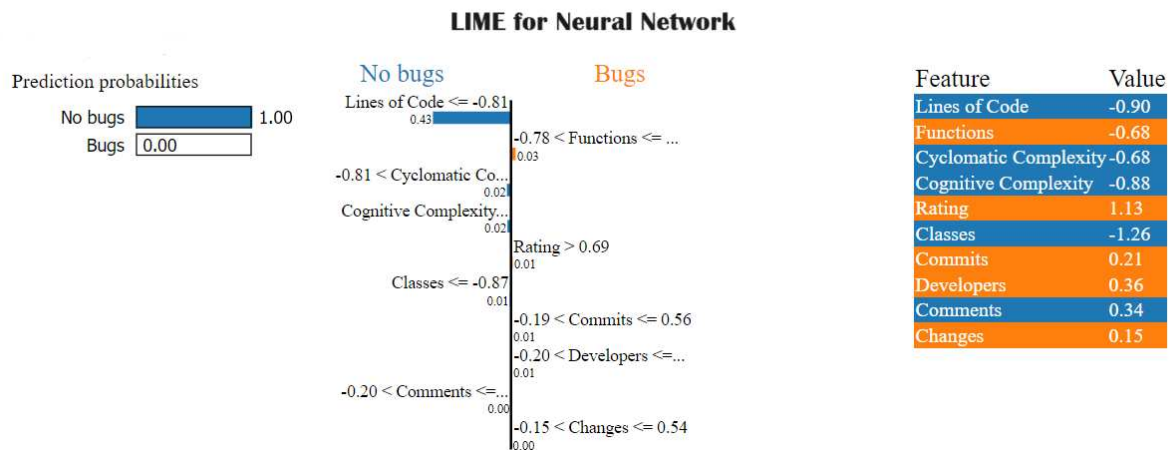 LIME for Neural Network
Prediction probabilities
No bugs 1.00
Bugs 0.00
No bugs Bugs
Lines of Code <= -0.81
0.43
-0.78 < Functions <= ...
0.03
-0.81 < Cyclomatic Co...
0.02
Cognitive Complexity...
0.02
Rating > 0.69
0.01
Classes <= -0.87
0.01
-0.19 < Commits <= 0.56
0.01
-0.20 < Developers <=...
0.01
-0.20 < Comments <=...
0.00
-0.15 < Changes <= 0.54
0.00
Feature Value
Lines of Code -0.90
Functions -0.68
Cyclomatic Complexity -0.68
Cognitive Complexity -0.88
Rating 1.13
Classes -1.26
Commits 0.21
Developers 0.36
Comments 0.34
Changes 0.15